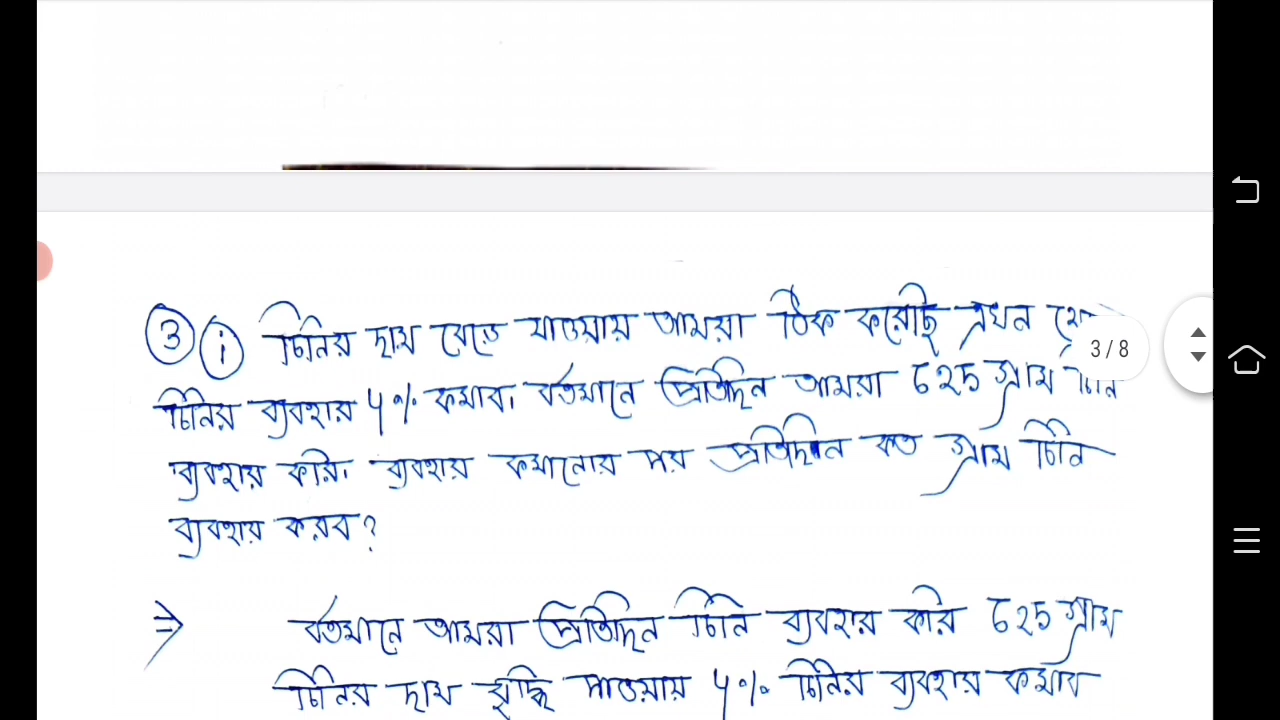 ③ ⓘ চিনির দাম বেড়ে যাওয়ায় আমরা ঠিক করেছি এখন থে
3 / 8
চিনির ব্যবহার 4% কমাব। বর্তমানে প্রতিদিন আমরা 625 গ্রাম চিনি
ব্যবহার করি। ব্যবহার কমানোর পর প্রতিদিন কত গ্রাম চিনি
ব্যবহার করব?
⇒ বর্তমানে আমরা প্রতিদিন চিনি ব্যবহার করি 625 গ্রাম
চিনির দাম বৃদ্ধি পাওয়ায় 4% চিনির ব্যবহার কমাব